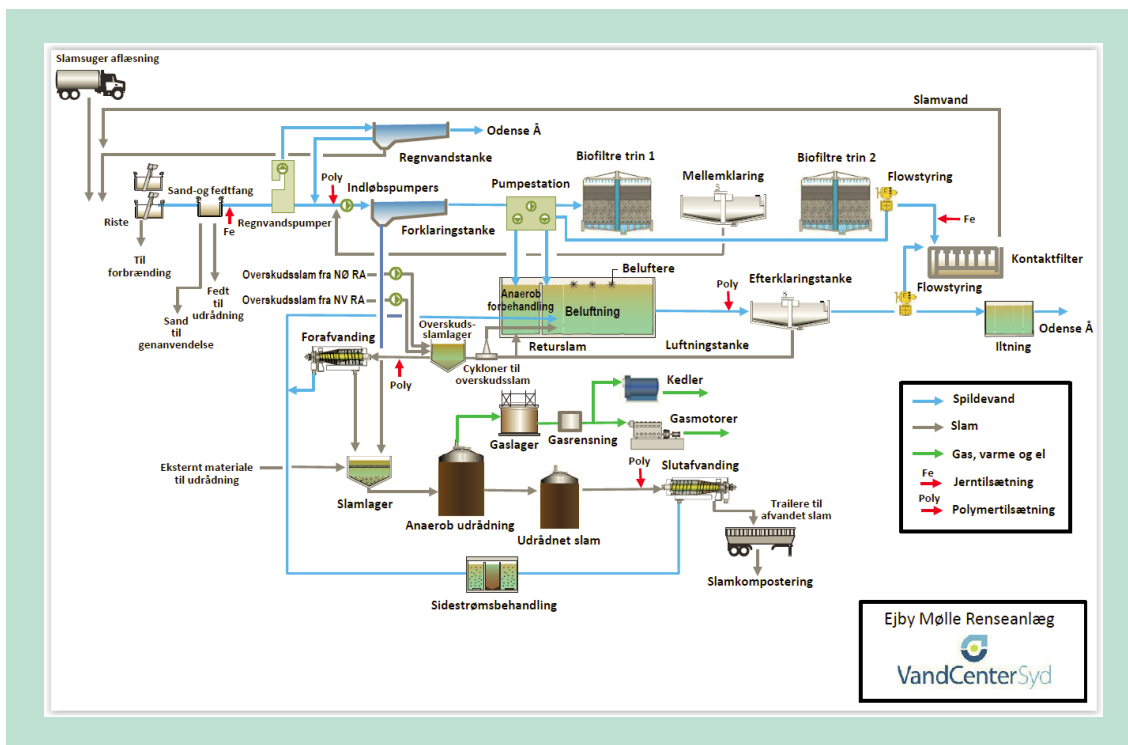 Slamsuger aflæsning
Slamvand
Odense Å
Regnvandstanke
Biofiltre trin 1
Biofiltre trin 2
Poly
Indløbspumpers
Pumpestation
Mellemklaring
Flowstyring
Sand-og fedtfang
Fe
Riste
Fe
Regnvandspumper
Forklaringstanke
Kontaktfilter
Til
forbrænding
Fedt
til
udrådning
Sand
til
genanvendelse
Overskudsslam fra NØ RA
Overskudsslam fra NV RA
Beluftere
Anaerob
forbehandling
Beluftning
Poly
Efterklaringstanke
Flowstyring
Odense Å
Iltning
Overskuds-
slamlager
Returslam
Luftningstanke
Forafvanding
Poly
Cykloner til
overskudsslam
Kedler
Gaslager
Gasrensning
Gasmotorer
Spildevand
Slam
Gas, varme og el
Fe
Jerntilsætning
Poly
Polymertilsætning
Eksternt materiale
til udrådning
Slamlager
Anaerob udrådning
Udrådnet slam
Poly
Slutafvanding
Trailere til
afvandet slam
Slamkompostering
Sidestrømsbehandling
Ejby Mølle Renseanlæg
VandCenterSyd